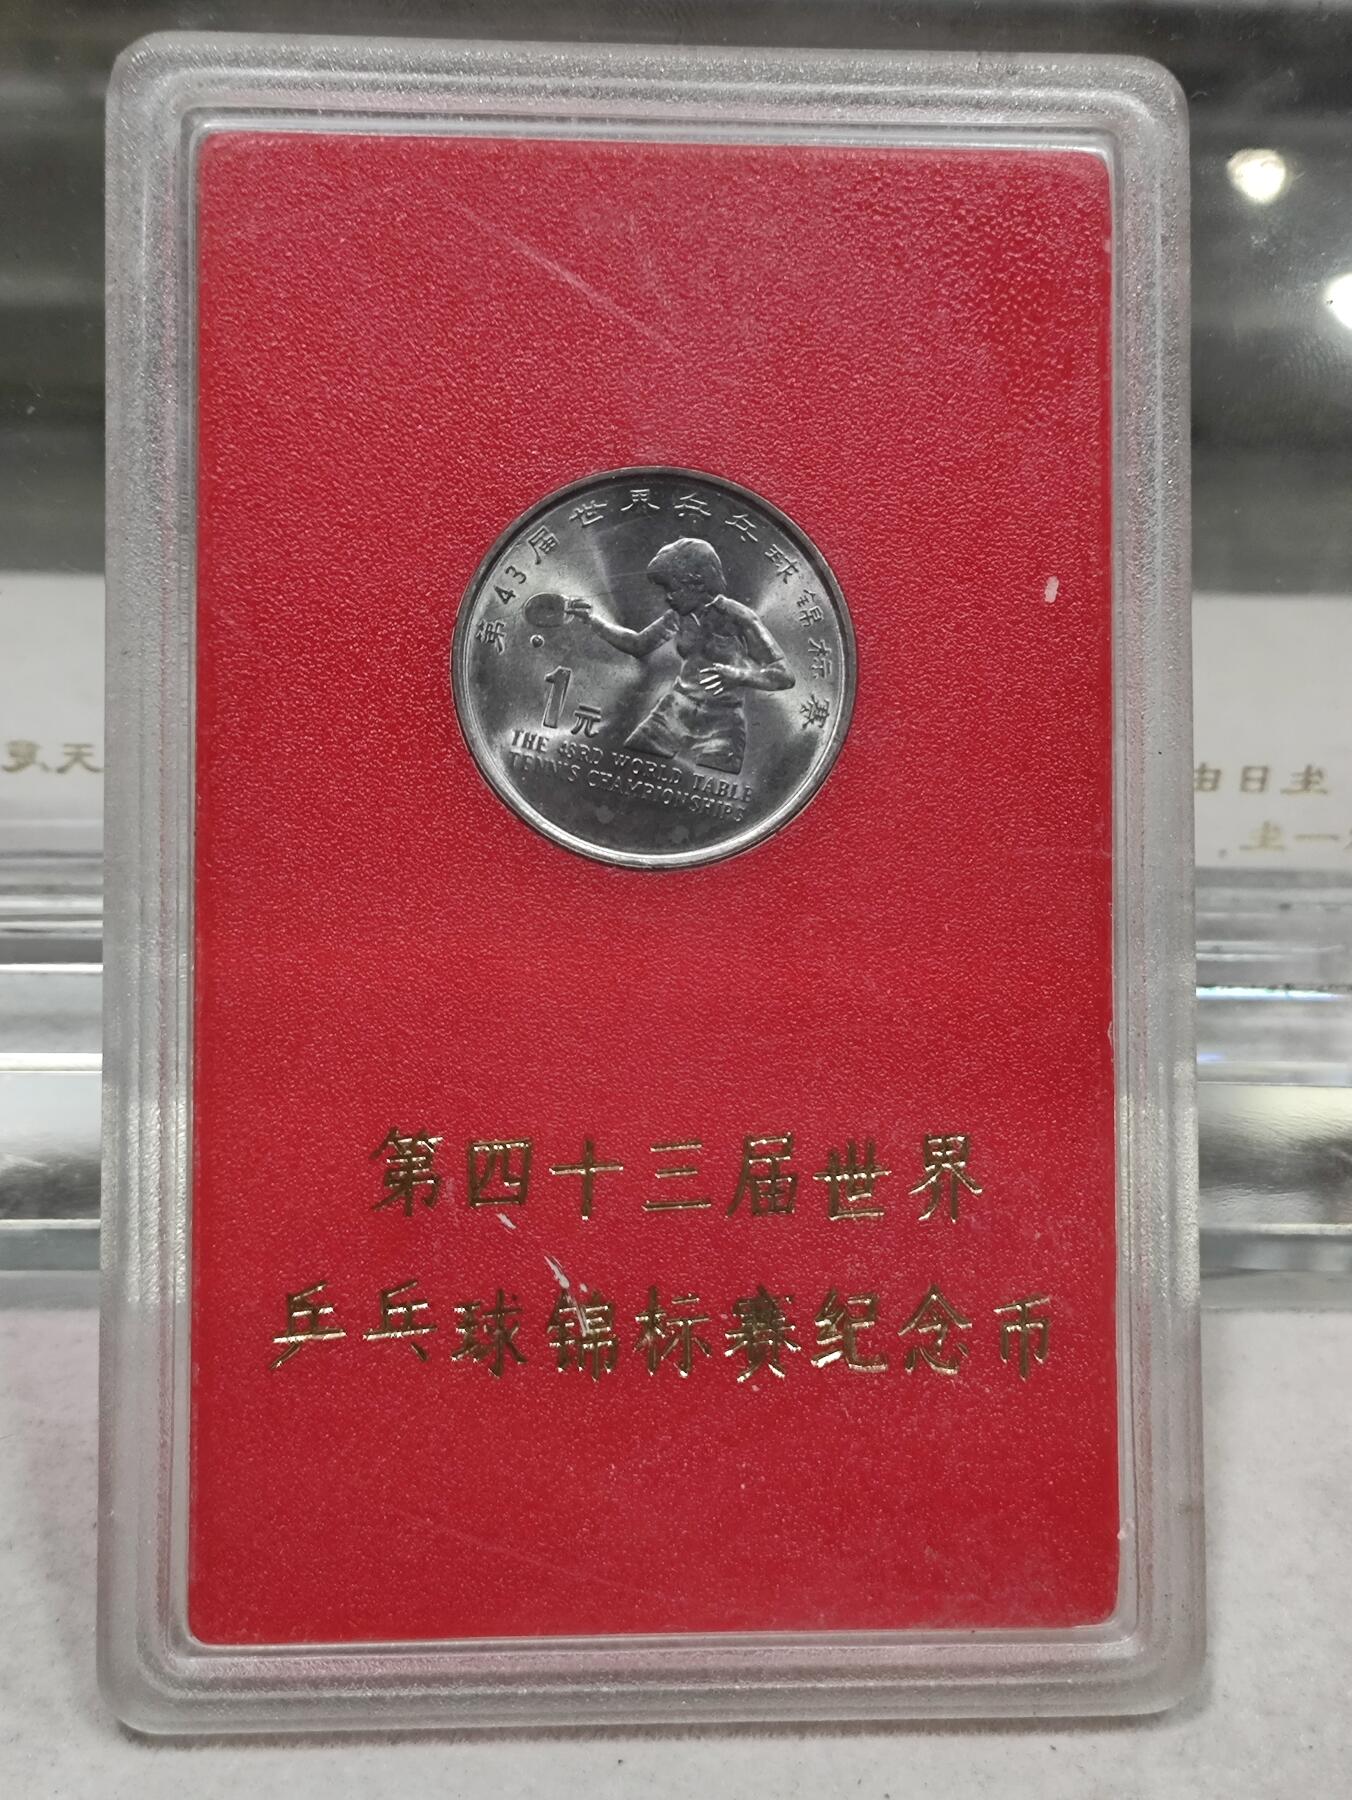 第43届世界乒乓球锦标赛
1元
THE 43RD WORLD TABLE
TENNIS CHAMPIONSHIPS
第四十三届世界
乒乓球锦标赛纪念币